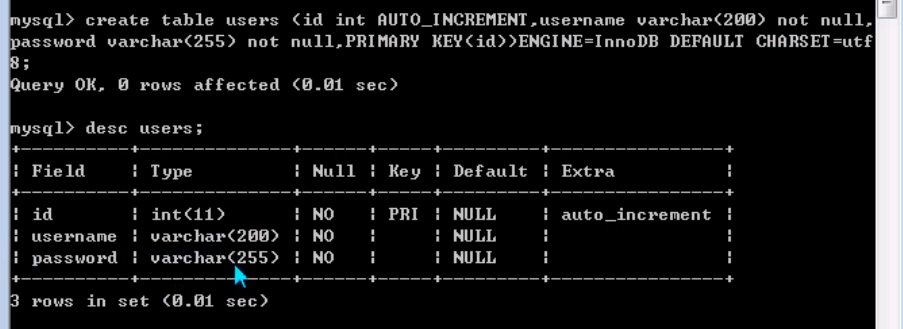 mysql> create table users (id int AUTO_INCREMENT,username varchar(200) not null,
password varchar(255) not null,PRIMARY KEY(id))ENGINE=InnoDB DEFAULT CHARSET=utf
8;
Query OK, 0 rows affected (0.01 sec)

mysql> desc users;
+----------+--------------+------+-----+---------+----------------+
| Field    | Type         | Null | Key | Default | Extra          |
+----------+--------------+------+-----+---------+----------------+
| id       | int(11)      | NO   | PRI | NULL    | auto_increment |
| username | varchar(200) | NO   |     | NULL    |                |
| password | varchar(255) | NO   |     | NULL    |                |
+----------+--------------+------+-----+---------+----------------+
3 rows in set (0.01 sec)